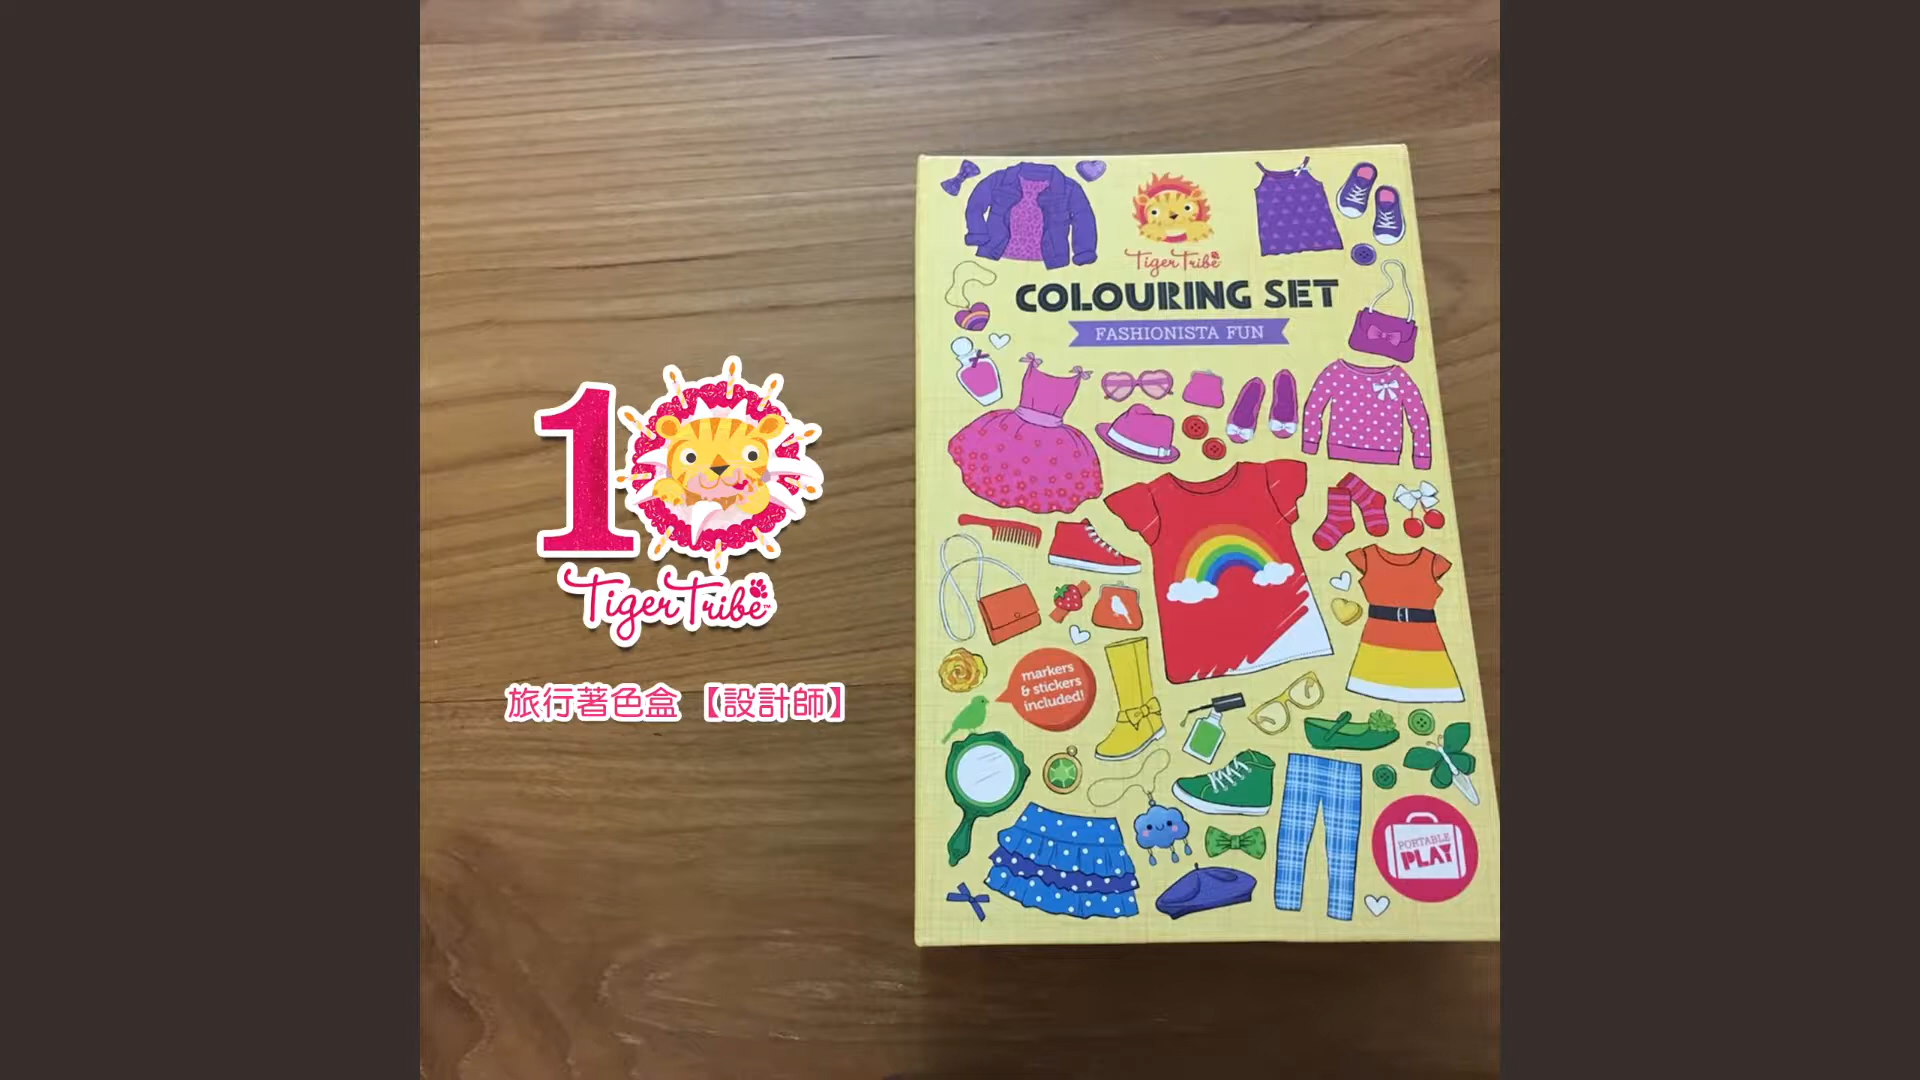 10
Tiger Tribe™
旅行著色盒【設計師】
Tiger Tribe
COLOURING SET
FASHIONISTA FUN
markers
& stickers
included!
PORTABLE
PLAY